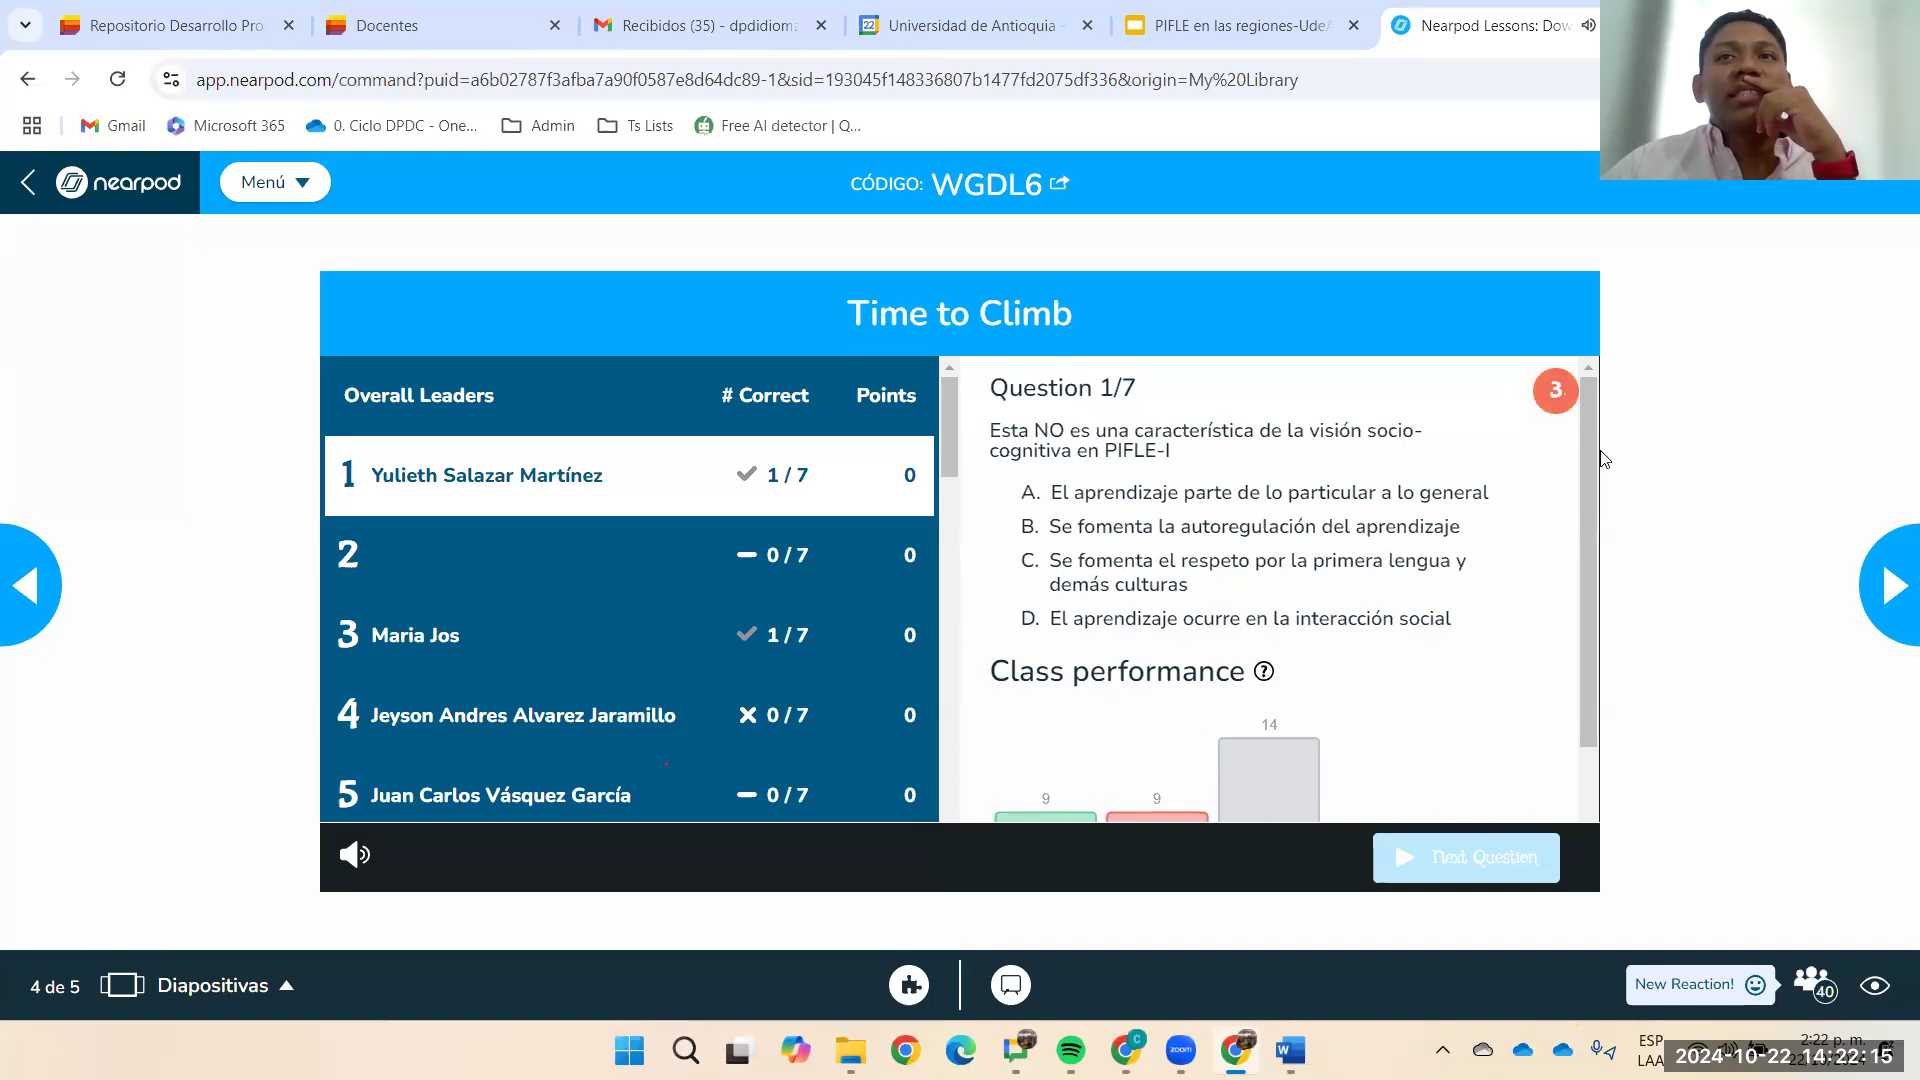 Repositorio Desarrollo Pro
Docentes
Recibidos (35) - dpdidioma
22
Universidad de Antioquia -
PIFLE en las regiones-UdeA
Nearpod Lessons: Dow
app.nearpod.com/command?puid=a6b02787f3afba7a90f0587e8d64dc89-1&sid=193045f148336807b1477fd2075df336&origin=My%20Library
Gmail
Microsoft 365
0. Ciclo DPDC - One...
Admin
Ts Lists
Free AI detector | Q...
nearpod
Menú
CÓDIGO: WGDL6
Time to Climb
Overall Leaders # Correct Points
1 Yulieth Salazar Martínez 1 / 7 0
2 0 / 7 0
3 Maria Jos 1 / 7 0
4 Jeyson Andres Alvarez Jaramillo 0 / 7 0
5 Juan Carlos Vásquez García 0 / 7 0
Question 1/7
3
Esta NO es una característica de la visión socio-
cognitiva en PIFLE-I
A. El aprendizaje parte de lo particular a lo general
B. Se fomenta la autoregulación del aprendizaje
C. Se fomenta el respeto por la primera lengua y
demás culturas
D. El aprendizaje ocurre en la interacción social
Class performance ?
14
9
9
Next Question
4 de 5
Diapositivas
New Reaction!
40
zoom
C
W
ESP
LAA
2:22 p. m.
2024-10-22 14:22:15